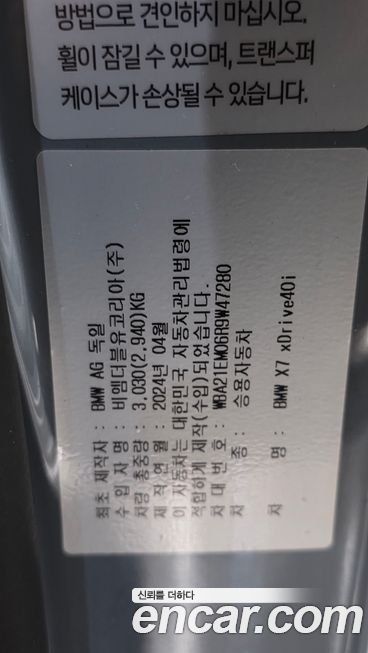 방법으로 견인하지 마십시오.
휠이 잠길 수 있으며, 트랜스퍼
케이스가 손상될 수 있습니다.
최초 제작자 : BMW AG 독일
수 입 자 명 : 비엠더블유코리아(주)
차량 총중량 : 3,030(2,940)KG
제 작 연 월 : 2024년 04월
이 자동차는 대한민국 자동차관리법령에
적합하게 제작(수입)되었습니다.
차 대 번 호 : WBA21EM06R9W47280
차 종 : 승용자동차
차 명 : BMW X7 xDrive40i
신뢰를 더하다
encar.com